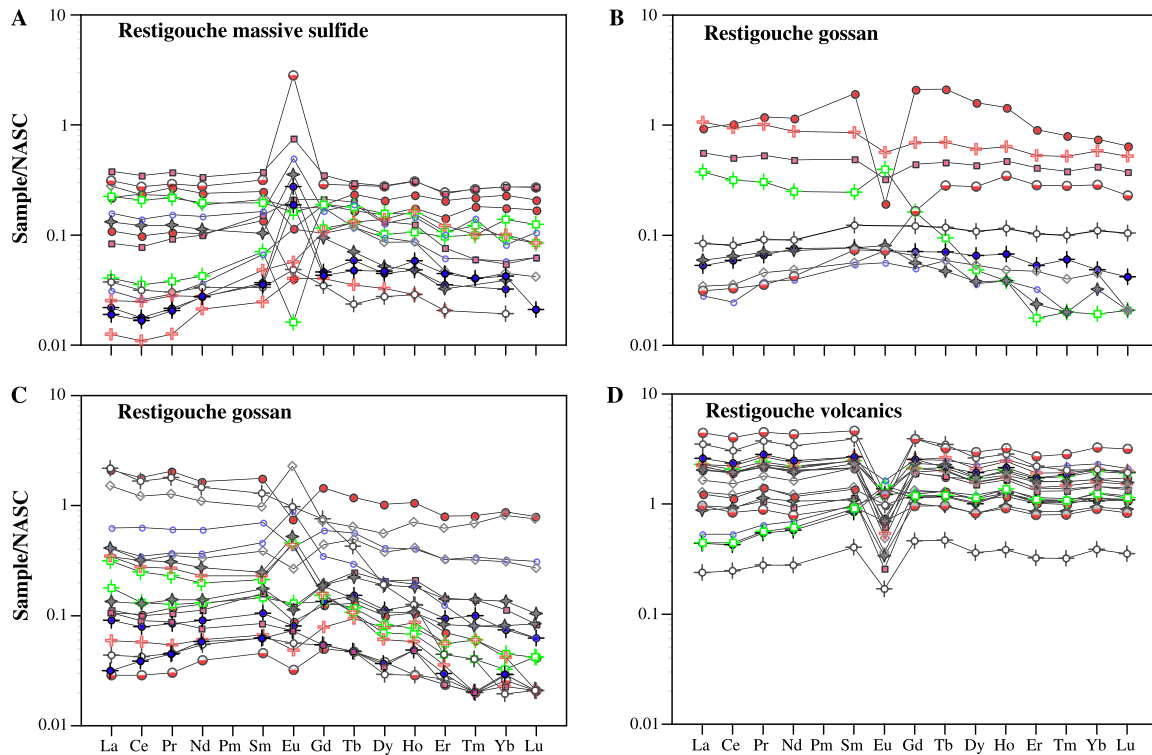 A
Restigouche massive sulfide
10
1
0.1
0.01
Sample/NASC
B
Restigouche gossan
10
1
0.1
0.01
C
Restigouche gossan
10
1
0.1
0.01
Sample/NASC
La Ce Pr Nd Pm Sm Eu Gd Tb Dy Ho Er Tm Yb Lu
D
Restigouche volcanics
10
1
0.1
0.01
La Ce Pr Nd Pm Sm Eu Gd Tb Dy Ho Er Tm Yb Lu